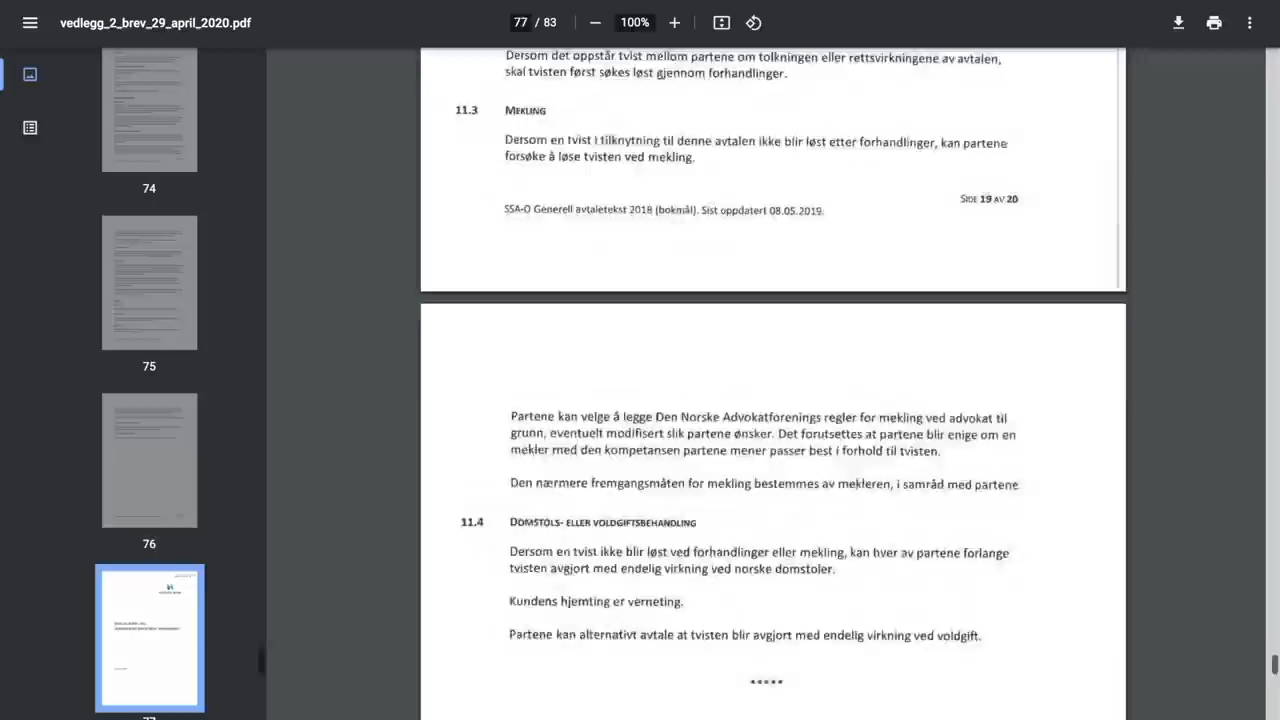 vedlegg_2_brev_29_april_2020.pdf
77 / 83
100%
Dersom det oppstår tvist mellom partene om tolkningen eller rettsvirkningene av avtalen,
skal tvisten først søkes løst gjennom forhandlinger.
11.3 MEKLING
Dersom en tvist i tilknytning til denne avtalen ikke blir løst etter forhandlinger, kan partene
forsøke å løse tvisten ved mekling.
SIDE 19 AV 20
SSA-D Generell avtaletekst 2018 (bokmål). Sist oppdatert 08.05.2019.
Partene kan velge å legge Den Norske Advokatforenings regler for mekling ved advokat til
grunn, eventuelt modifisert slik partene ønsker. Det forutsettes at partene blir enige om en
mekler med den kompetansen partene mener passer best i forhold til tvisten.
Den nærmere fremgangsmåten for mekling bestemmes av mekleren, i samråd med partene
11.4 DOMSTOLS- ELLER VOLDGIFTSBEHANDLING
Dersom en tvist ikke blir løst ved forhandlinger eller mekling, kan hver av partene forlange
tvisten avgjort med endelig virkning ved norske domstoler.
Kundens hjemting er verneting.
Partene kan alternativt avtale at tvisten blir avgjort med endelig virkning ved voldgift.
*****
74
75
76
77